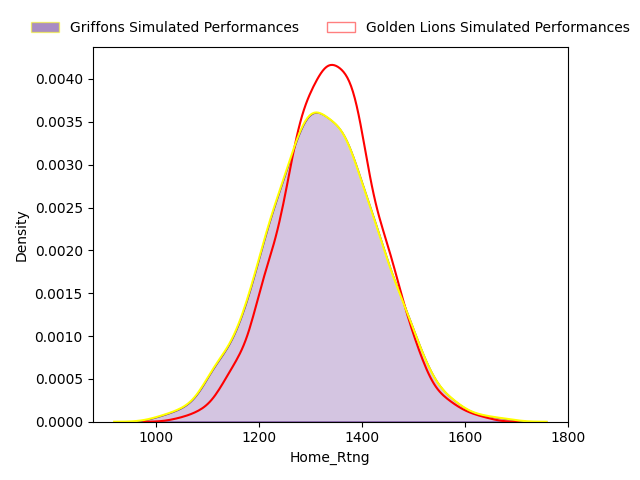 Griffons Simulated Performances
Golden Lions Simulated Performances
0.0040
0.0035
0.0030
0.0025
0.0020
0.0015
0.0010
0.0005
0.0000
Density
1000 1200 1400 1600 1800
Home_Rtng